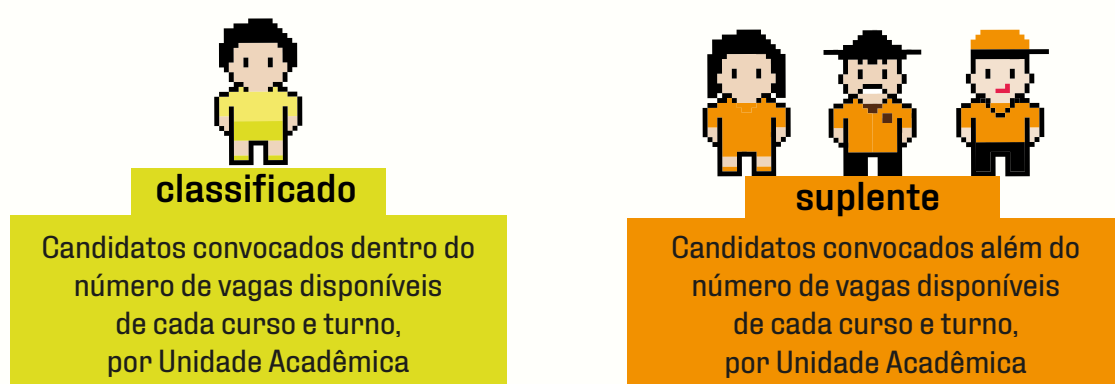 classificado
Candidatos convocados dentro do
número de vagas disponíveis
de cada curso e turno,
por Unidade Acadêmica
suplente
Candidatos convocados além do
número de vagas disponíveis
de cada curso e turno,
por Unidade Acadêmica